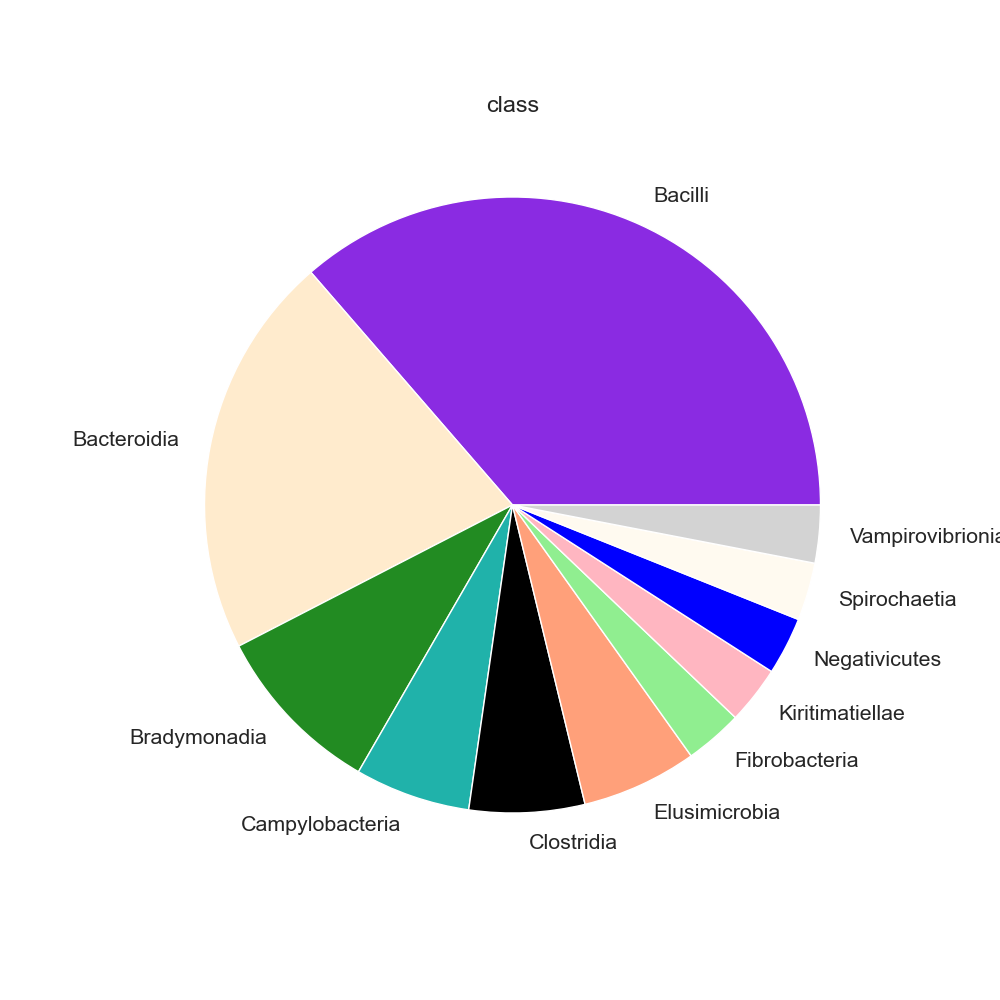 class
Bacilli
Bacteroidia
Bradymonadia
Campylobacteria
Clostridia
Elusimicrobia
Fibrobacteria
Kiritimatiellae
Negativicutes
Spirochaetia
Vampirovibrionia